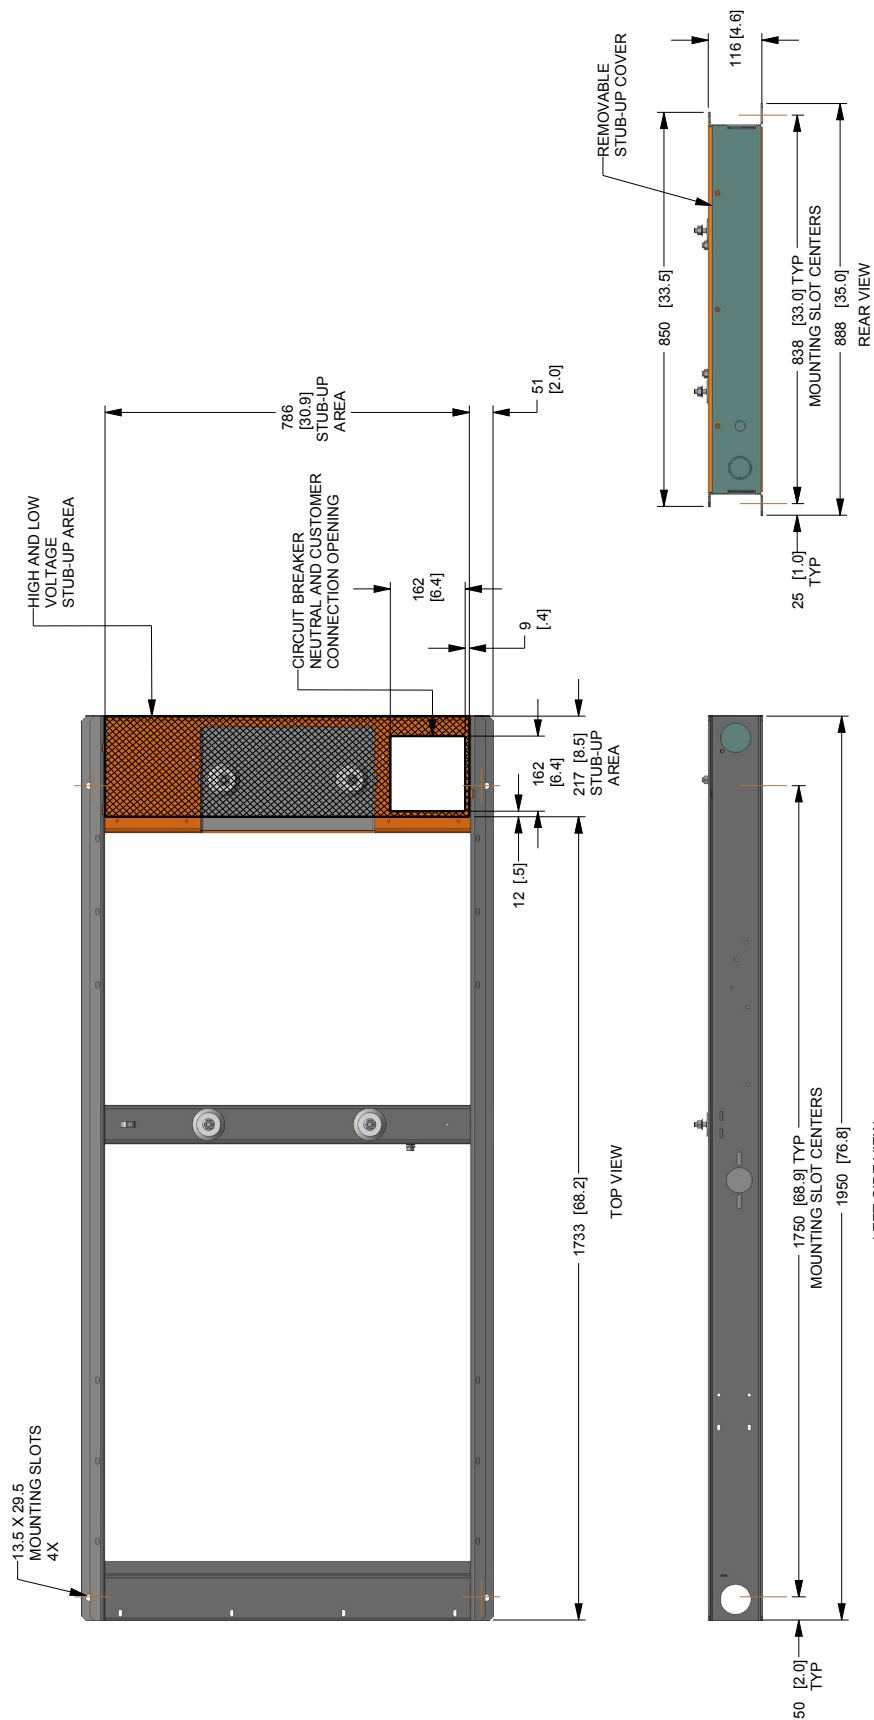 13.5 X 29.5
MOUNTING SLOTS
4X
HIGH AND LOW
VOLTAGE
STUB-UP AREA
786
[30.9]
STUB-UP
AREA
51
[2.0]
CIRCUIT BREAKER
NEUTRAL AND CUSTOMER
CONNECTION OPENING
162
[6.4]
9
[.4]
12 [.5]
162
[6.4]
217 [8.5]
STUB-UP
AREA
1733 [68.2]
TOP VIEW
REMOVABLE
STUB-UP COVER
116 [4.6]
850 [33.5]
838 [33.0] TYP
MOUNTING SLOT CENTERS
888 [35.0]
25 [1.0]
TYP
REAR VIEW
1750 [68.9] TYP
MOUNTING SLOT CENTERS
1950 [76.8]
50 [2.0]
TYP